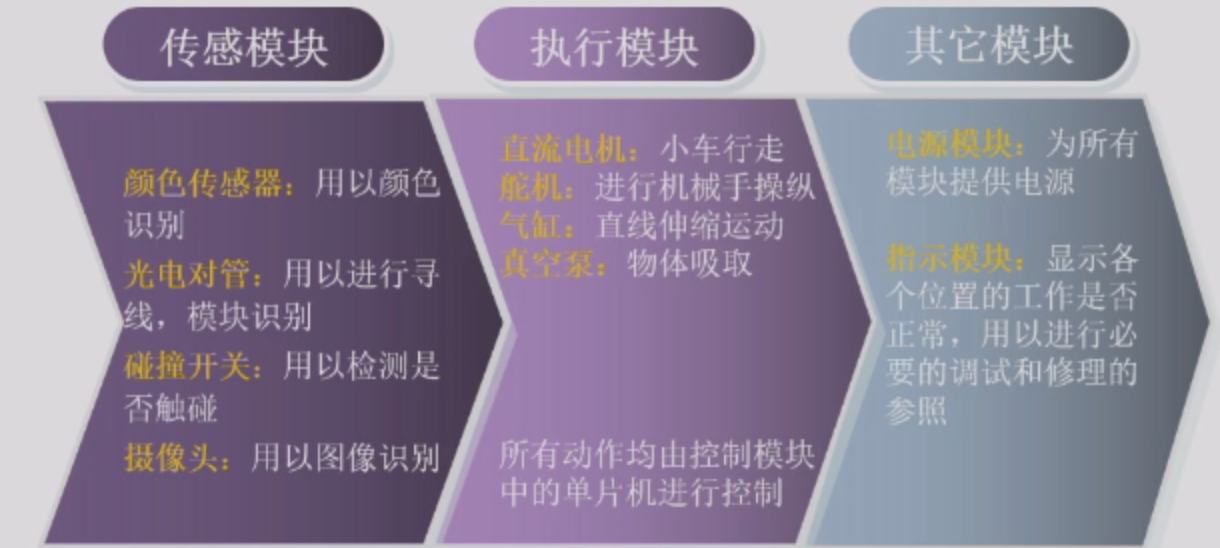 传感模块
颜色传感器：用以颜色
识别
光电对管：用以进行寻
线，模块识别
碰撞开关：用以检测是
否触碰
摄像头：用以图像识别
执行模块
直流电机：小车行走
舵机：进行机械手操纵
气缸：直线伸缩运动
真空泵：物体吸取
所有动作均由控制模块
中的单片机进行控制
其它模块
电源模块：为所有
模块提供电源
指示模块：显示各
个位置的工作是否
正常，用以进行必
要的调试和修理的
参照